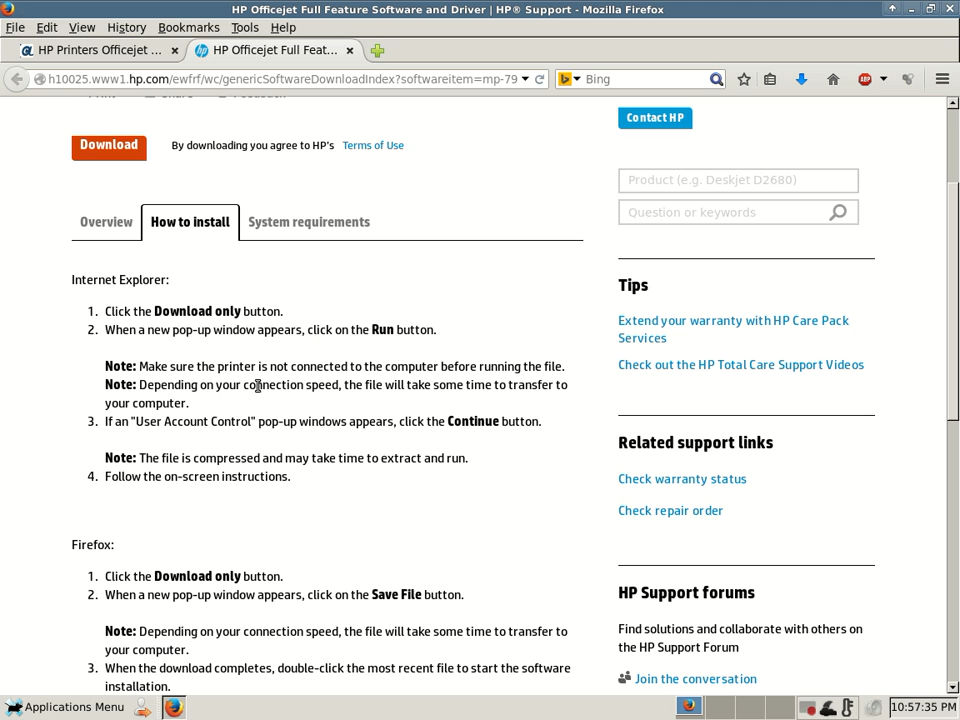 HP Officejet Full Feature Software and Driver | HP® Support - Mozilla Firefox
File Edit View History Bookmarks Tools Help
HP Printers Officejet ...
HP Officejet Full Feat...
h10025.www1.hp.com/ewfrf/wc/genericSoftwareDownloadIndex?softwareitem=mp-79
Bing
ABP
Download
By downloading you agree to HP's Terms of Use
Contact HP
Product (e.g. Deskjet D2680)
Question or keywords
Overview
How to install
System requirements
Internet Explorer:
1. Click the Download only button.
2. When a new pop-up window appears, click on the Run button.
Note: Make sure the printer is not connected to the computer before running the file.
Note: Depending on your connection speed, the file will take some time to transfer to
your computer.
3. If an "User Account Control" pop-up windows appears, click the Continue button.
Note: The file is compressed and may take time to extract and run.
4. Follow the on-screen instructions.
Firefox:
1. Click the Download only button.
2. When a new pop-up window appears, click on the Save File button.
Note: Depending on your connection speed, the file will take some time to transfer to
your computer.
3. When the download completes, double-click the most recent file to start the software
installation.
Tips
Extend your warranty with HP Care Pack
Services
Check out the HP Total Care Support Videos
Related support links
Check warranty status
Check repair order
HP Support forums
Find solutions and collaborate with others on
the HP Support Forum
Join the conversation
Applications Menu
10:57:35 PM